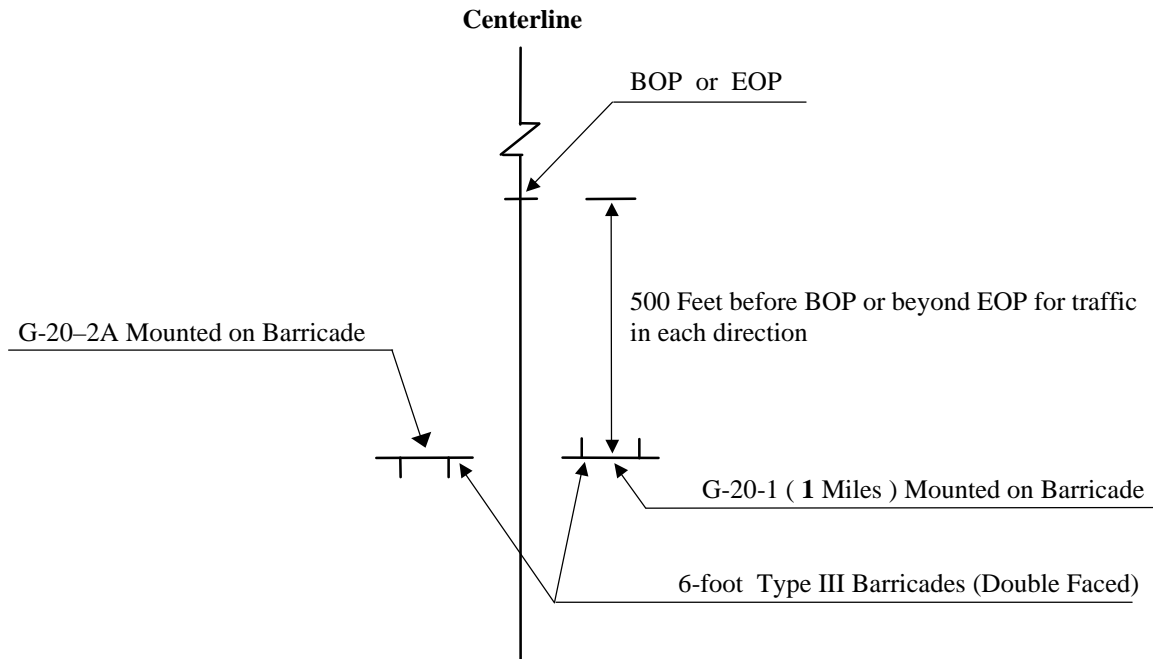 Centerline
BOP or EOP
500 Feet before BOP or beyond EOP for traffic
in each direction
G-20–2A Mounted on Barricade
G-20-1 ( 1 Miles ) Mounted on Barricade
6-foot Type III Barricades (Double Faced)